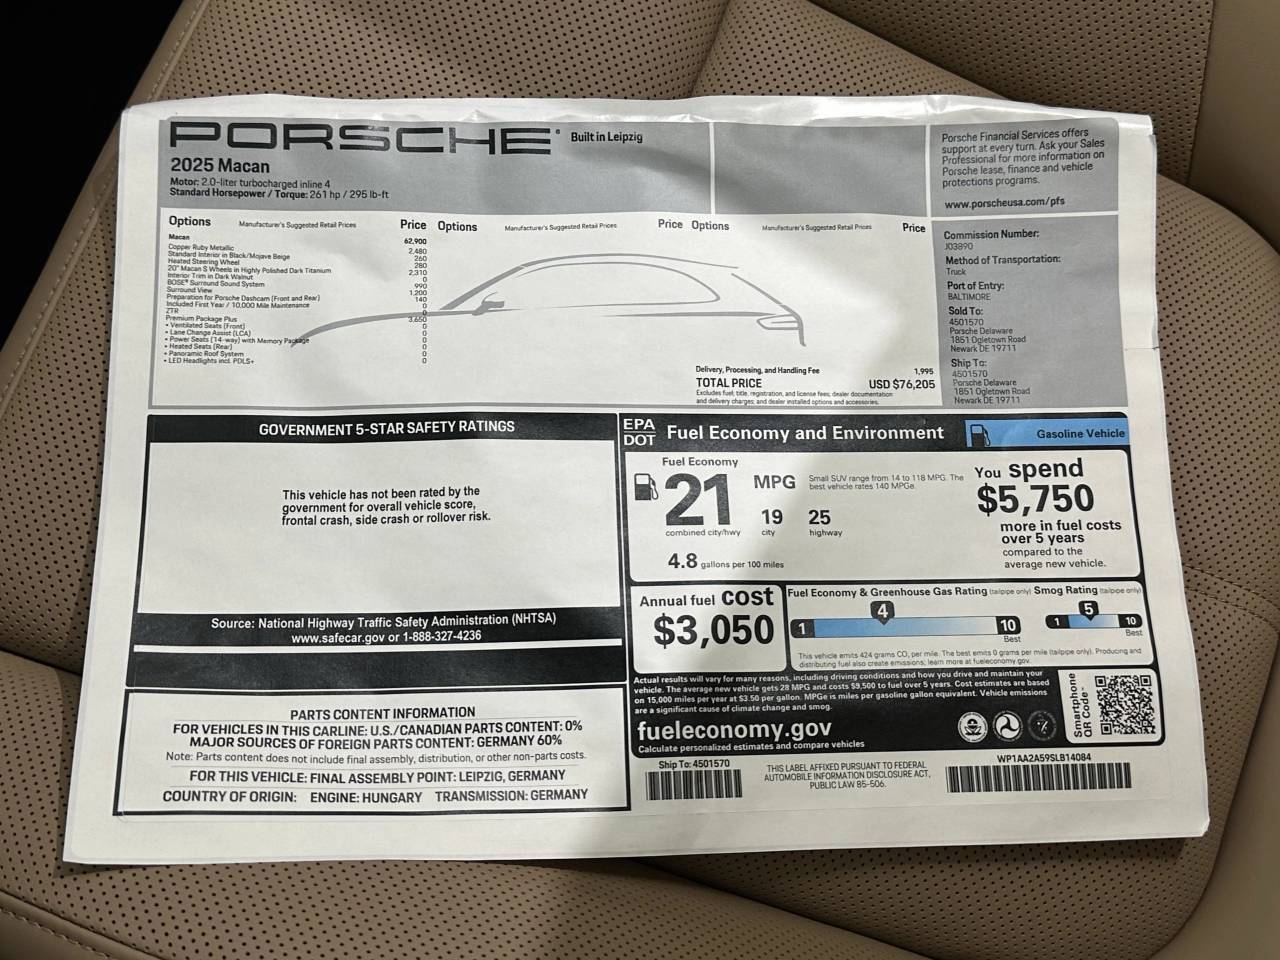 PORSCHE® Built in Leipzig
2025 Macan
Motor: 2.0-liter turbocharged inline 4
Standard Horsepower / Torque: 261 hp / 295 lb-ft
Porsche Financial Services offers
support at every turn. Ask your Sales
Professional for more information on
Porsche lease, finance and vehicle
protections programs.
www.porscheusa.com/pfs
Options Manufacturer's Suggested Retail Prices Price Options Manufacturer's Suggested Retail Prices Price Options Manufacturer's Suggested Retail Prices Price
Macan 62,900
Copper Ruby Metallic 2,480
Standard Interior in Black/Mojave Beige 260
Heated Steering Wheel 280
20" Macan S Wheels in Highly Polished Dark Titanium 2,310
Interior Trim in Dark Walnut 0
BOSE® Surround Sound System 990
Surround View 1,200
Preparation for Porsche Dashcam (Front and Rear) 140
Included First Year / 10,000 Mile Maintenance 0
ZTR 0
Premium Package Plus 3,650
• Ventilated Seats (Front) 0
• Lane Change Assist (LCA) 0
• Power Seats (14-way) with Memory Package 0
• Heated Seats (Rear) 0
• Panoramic Roof System 0
• LED Headlights incl. PDLS+ 0
Delivery, Processing, and Handling Fee 1,995
TOTAL PRICE USD $76,205
Excludes fuel, title, registration, and license fees; dealer documentation
and delivery charges; and dealer installed options and accessories.
Commission Number:
J03890
Method of Transportation:
Truck
Port of Entry:
BALTIMORE
Sold To:
4501570
Porsche Delaware
1851 Ogletown Road
Newark DE 19711
Ship To:
4501570
Porsche Delaware
1851 Ogletown Road
Newark DE 19711
GOVERNMENT 5-STAR SAFETY RATINGS
This vehicle has not been rated by the
government for overall vehicle score,
frontal crash, side crash or rollover risk.
Source: National Highway Traffic Safety Administration (NHTSA)
www.safecar.gov or 1-888-327-4236
PARTS CONTENT INFORMATION
FOR VEHICLES IN THIS CARLINE: U.S./CANADIAN PARTS CONTENT: 0%
MAJOR SOURCES OF FOREIGN PARTS CONTENT: GERMANY 60%
Note: Parts content does not include final assembly, distribution, or other non-parts costs.
FOR THIS VEHICLE: FINAL ASSEMBLY POINT: LEIPZIG, GERMANY
COUNTRY OF ORIGIN: ENGINE: HUNGARY TRANSMISSION: GERMANY
EPA
DOT
Fuel Economy and Environment
Gasoline Vehicle
Fuel Economy
21 MPG
combined city/hwy
19
city
25
highway
4.8 gallons per 100 miles
Small SUV range from 14 to 118 MPG. The
best vehicle rates 140 MPGe.
You spend
$5,750
more in fuel costs
over 5 years
compared to the
average new vehicle.
Annual fuel cost
$3,050
Fuel Economy & Greenhouse Gas Rating (tailpipe only)
4
1 10
Best
Smog Rating (tailpipe only)
5
1 10
Best
This vehicle emits 424 grams CO₂ per mile. The best emits 0 grams per mile (tailpipe only). Producing and
distributing fuel also create emissions; learn more at fueleconomy.gov.
Actual results will vary for many reasons, including driving conditions and how you drive and maintain your
vehicle. The average new vehicle gets 28 MPG and costs $9,500 to fuel over 5 years. Cost estimates are based
on 15,000 miles per year at $3.50 per gallon. MPGe is miles per gasoline gallon equivalent. Vehicle emissions
are a significant cause of climate change and smog.
fueleconomy.gov
Calculate personalized estimates and compare vehicles
Smartphone
QR Code™
Ship To: 4501570
THIS LABEL AFFIXED PURSUANT TO FEDERAL
AUTOMOBILE INFORMATION DISCLOSURE ACT,
PUBLIC LAW 85-506.
WP1AA2A59SLB14084